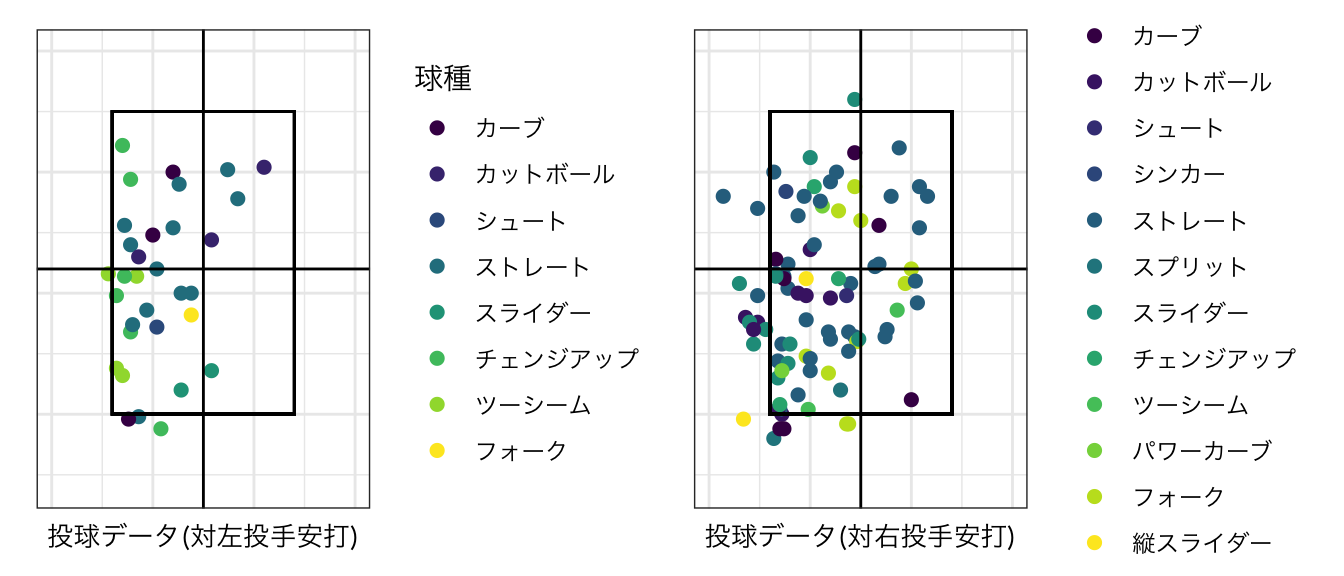 球種
カーブ
カットボール
シュート
ストレート
スライダー
チェンジアップ
ツーシーム
フォーク
投球データ(対左投手安打)
カーブ
カットボール
シュート
シンカー
ストレート
スプリット
スライダー
チェンジアップ
ツーシーム
パワーカーブ
フォーク
縦スライダー
投球データ(対右投手安打)